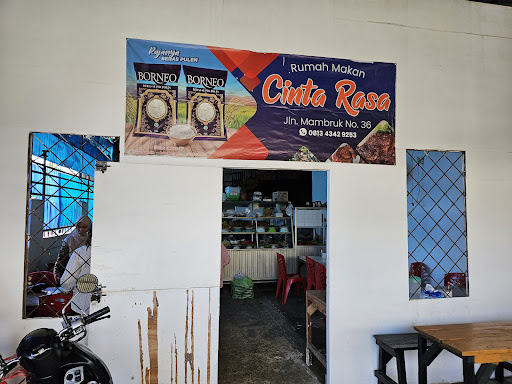 Rajanya
BERAS PULEN
BORNEO
BORNEO
Rumah Makan
Cinta Rasa
Jln. Mambruk No. 36
0813 4342 9253